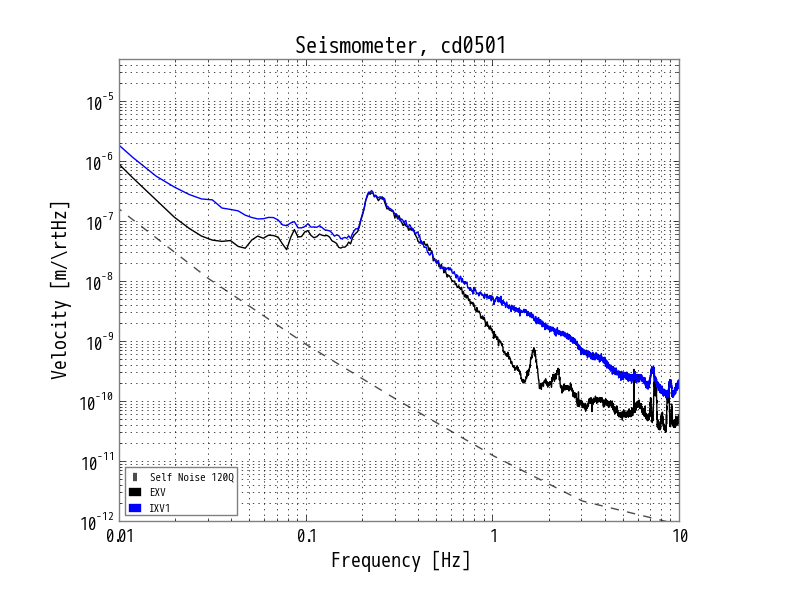 Seismometer, cd0501
Velocity [m/\rtHz]
10^-5
10^-6
10^-7
10^-8
10^-9
10^-10
10^-11
10^-12
Self Noise 120Q
EXV
IXV1
0.01 0.1 1 10
Frequency [Hz]